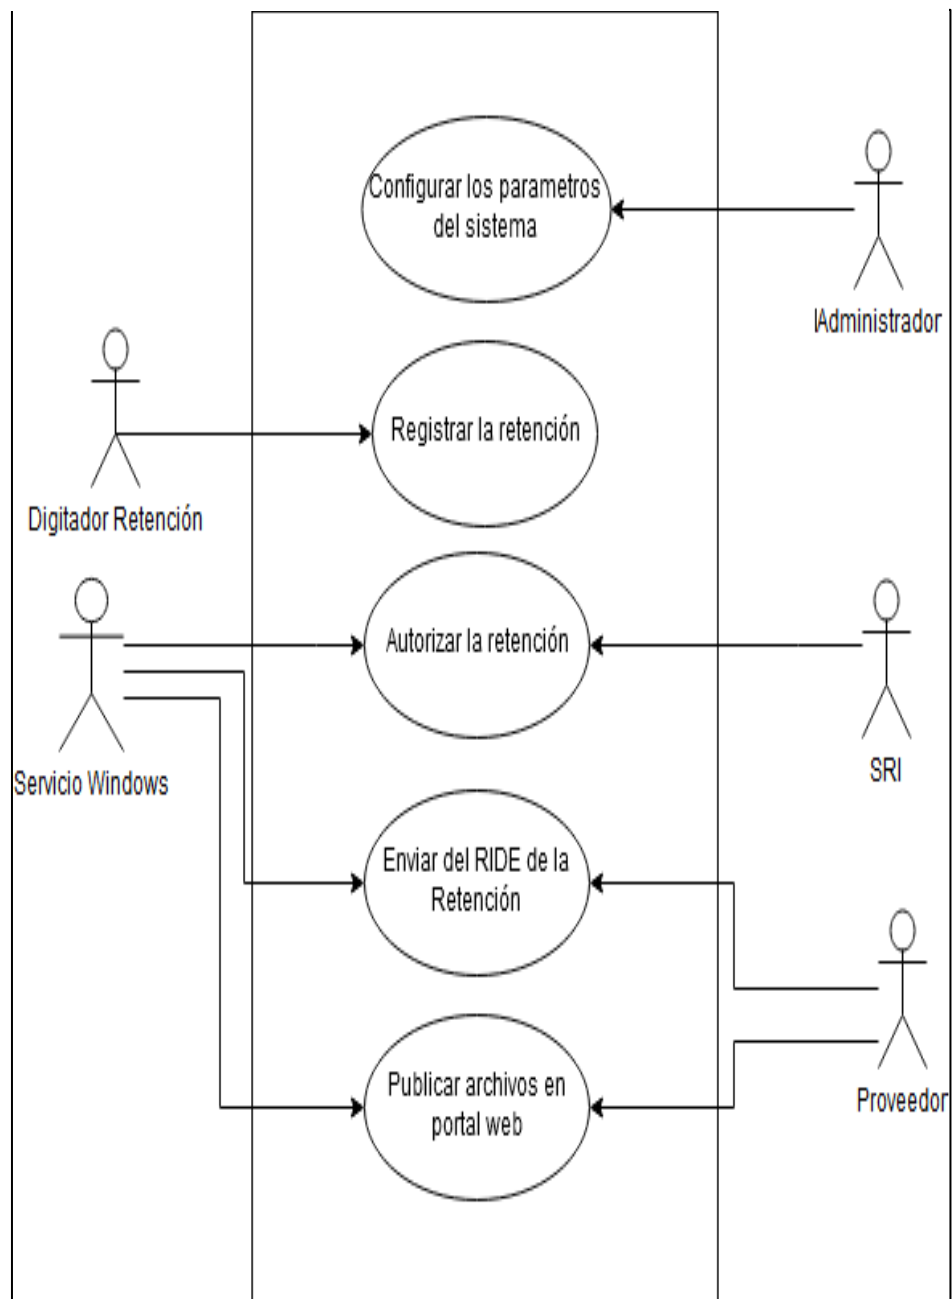 Configurar los parametros
del sistema
IAdministrador
Registrar la retención
Digitador Retención
Autorizar la retención
Servicio Windows
SRI
Enviar del RIDE de la
Retención
Publicar archivos en
portal web
Proveedor